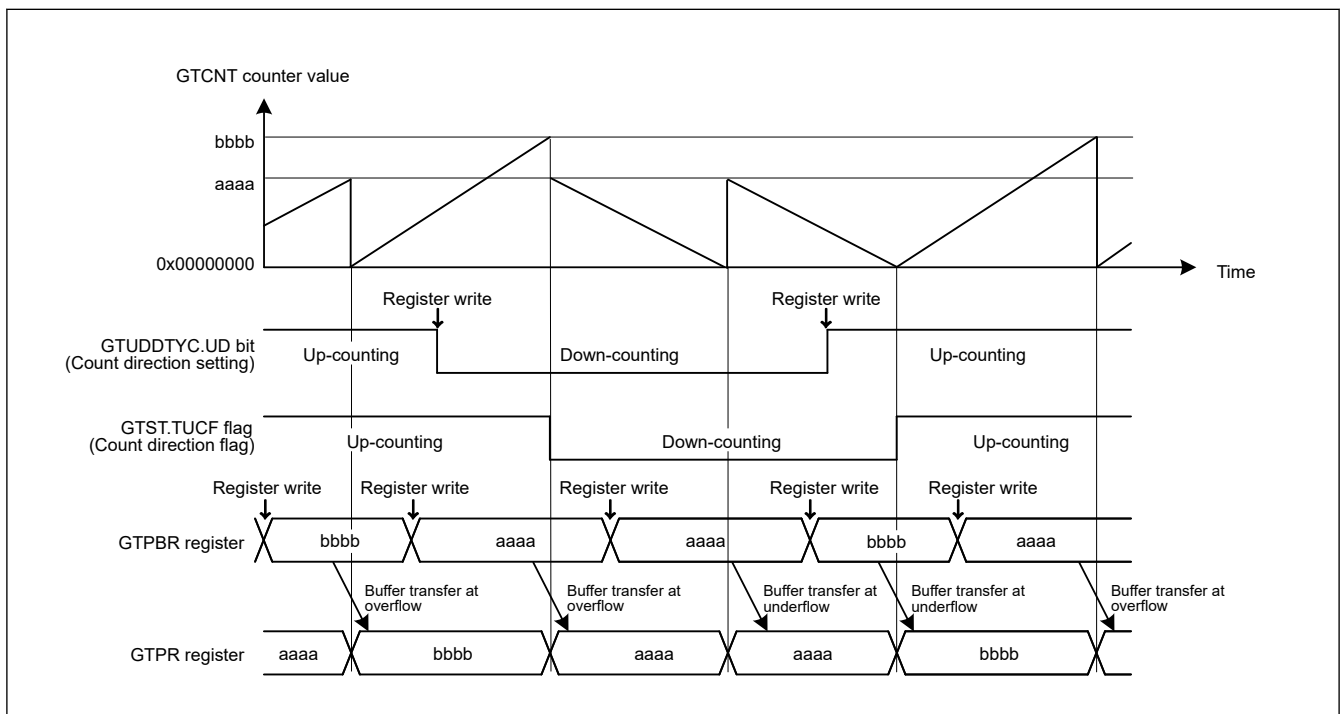 GTCNT counter value
bbbb
aaaa
0x00000000
Time
Register write
Register write
GTUDDTYC.UD bit
(Count direction setting)
Up-counting
Down-counting
Up-counting
GTST.TUCF flag
(Count direction flag)
Up-counting
Down-counting
Up-counting
Register write
Register write
Register write
Register write
Register write
GTPBR register
bbbb
aaaa
aaaa
bbbb
aaaa
Buffer transfer at
overflow
Buffer transfer at
overflow
Buffer transfer at
underflow
Buffer transfer at
underflow
Buffer transfer at
overflow
GTPR register
aaaa
bbbb
aaaa
aaaa
bbbb